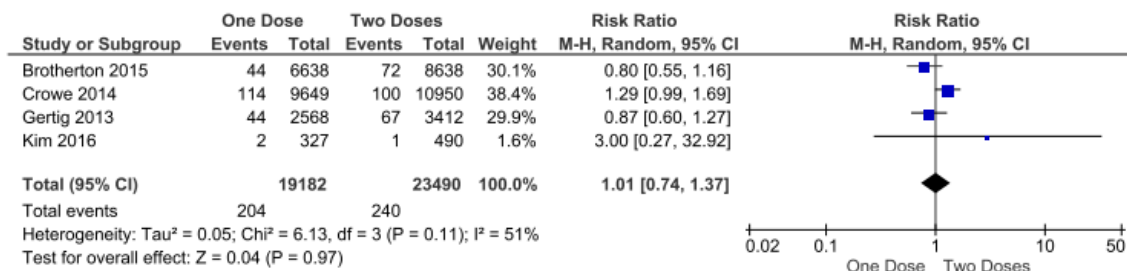 One Dose Two Doses Risk Ratio Risk Ratio
Study or Subgroup Events Total Events Total Weight M-H, Random, 95% CI M-H, Random, 95% CI
Brotherton 2015 44 6638 72 8638 30.1% 0.80 [0.55, 1.16]
Crowe 2014 114 9649 100 10950 38.4% 1.29 [0.99, 1.69]
Gertig 2013 44 2568 67 3412 29.9% 0.87 [0.60, 1.27]
Kim 2016 2 327 1 490 1.6% 3.00 [0.27, 32.92]
Total (95% CI) 19182 23490 100.0% 1.01 [0.74, 1.37]
Total events 204 240
Heterogeneity: Tau² = 0.05; Chi² = 6.13, df = 3 (P = 0.11); I² = 51%
Test for overall effect: Z = 0.04 (P = 0.97)
0.02 0.1 1 10 50
One Dose Two Doses